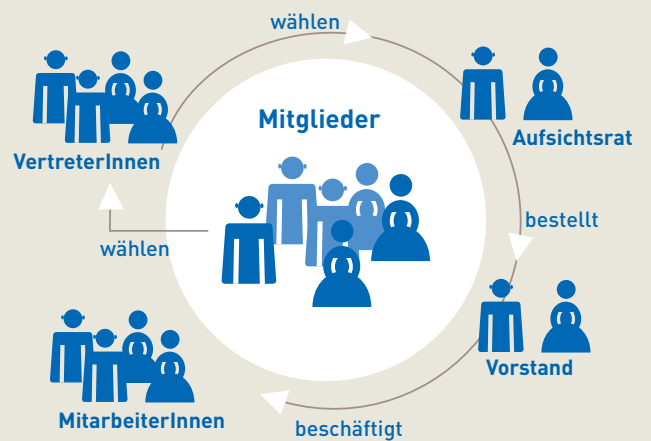 wählen
Mitglieder
VertreterInnen
Aufsichtsrat
wählen
bestellt
Vorstand
MitarbeiterInnen
beschäftigt